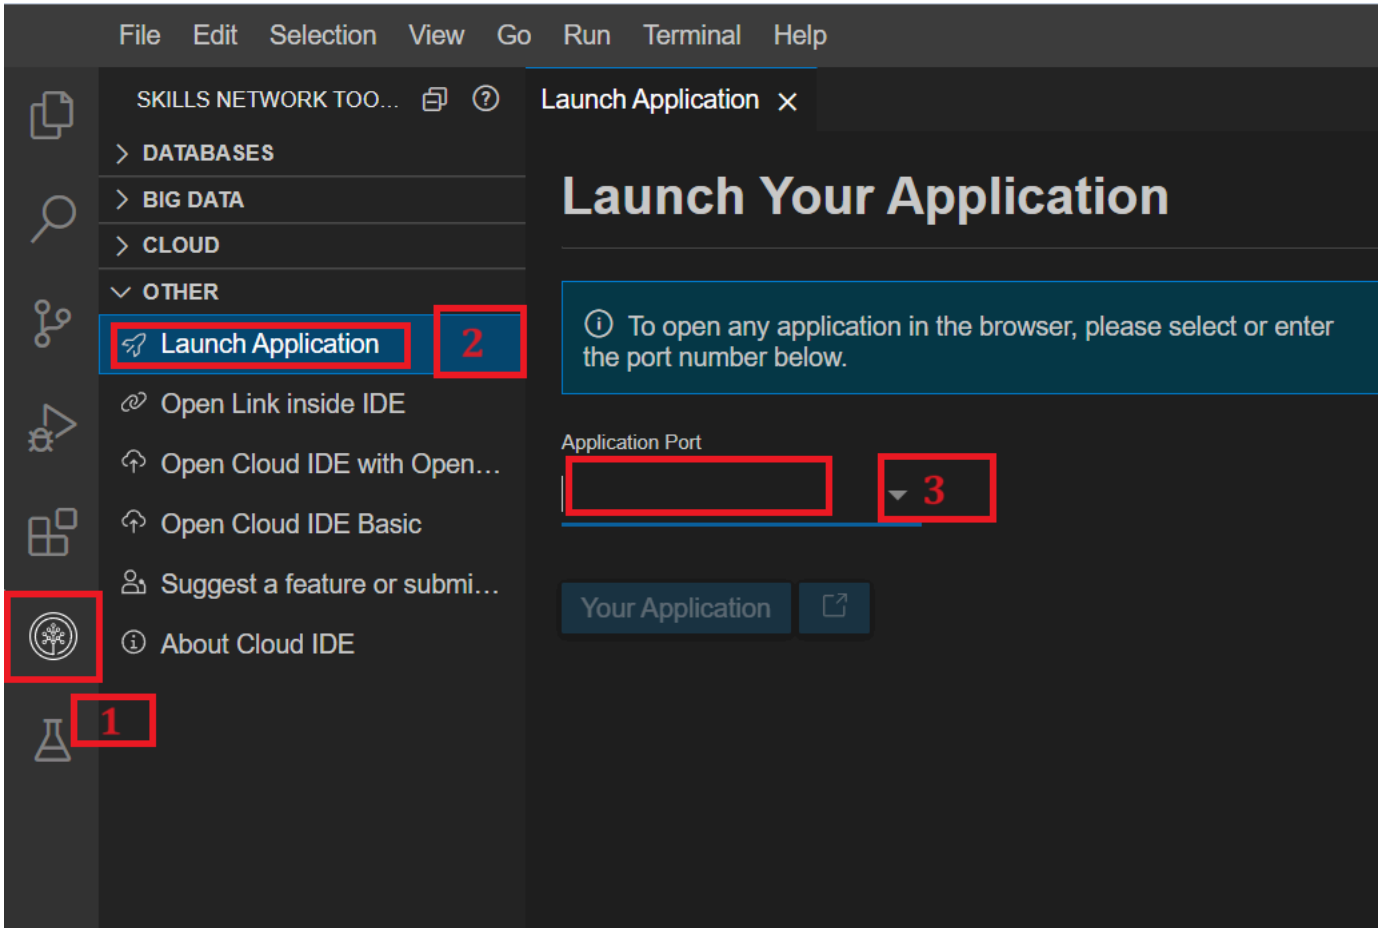 File Edit Selection View Go Run Terminal Help
SKILLS NETWORK TOO...
Launch Application
DATABASES
BIG DATA
CLOUD
OTHER
Launch Application
2
Open Link inside IDE
Open Cloud IDE with Open...
Open Cloud IDE Basic
Suggest a feature or submi...
About Cloud IDE
1
Launch Your Application
To open any application in the browser, please select or enter
the port number below.
Application Port
3
Your Application